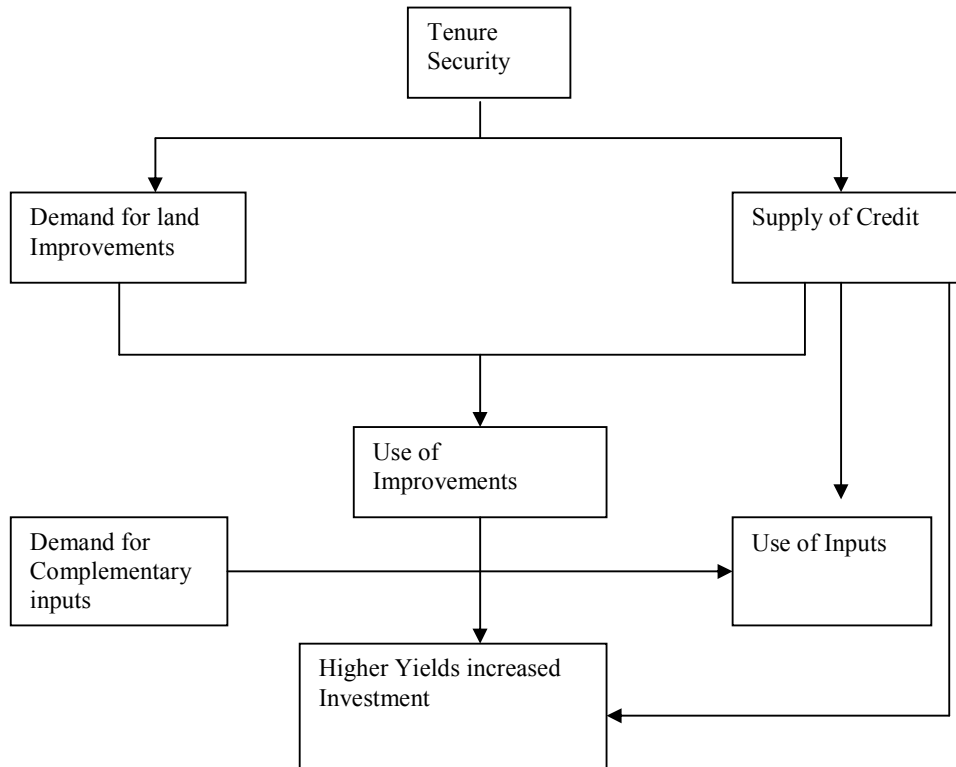 Tenure
Security
Demand for land
Improvements
Supply of Credit
Use of
Improvements
Demand for
Complementary
inputs
Use of Inputs
Higher Yields increased
Investment